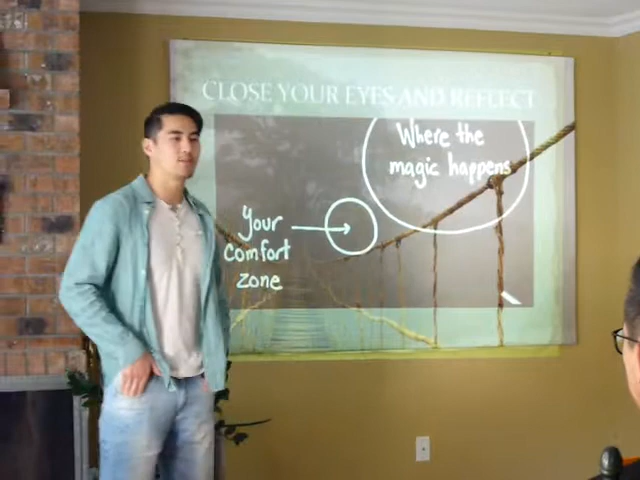 CLOSE YOUR EYES AND REFLECT
Where the
magic happens
Your
comfort
zone